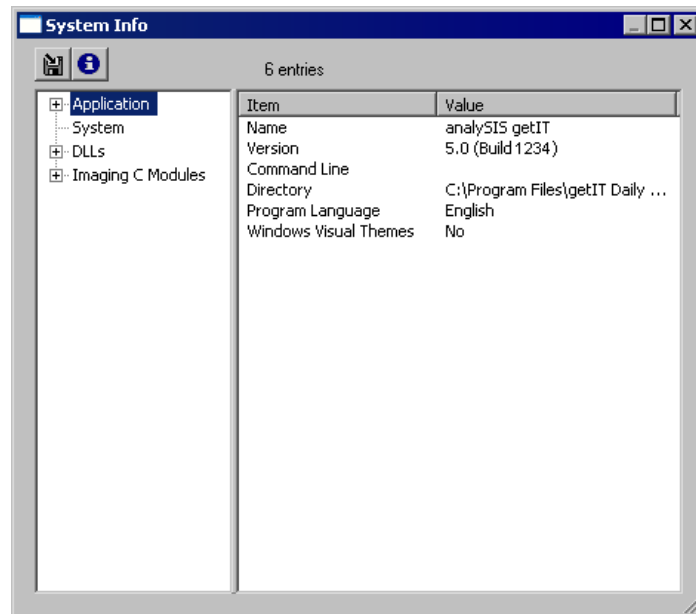 System Info
6 entries
Application
System
DLLs
Imaging C Modules
Item Value
Name analySIS getIT
Version 5.0 (Build 1234)
Command Line
Directory C:\Program Files\getIT Daily ...
Program Language English
Windows Visual Themes No